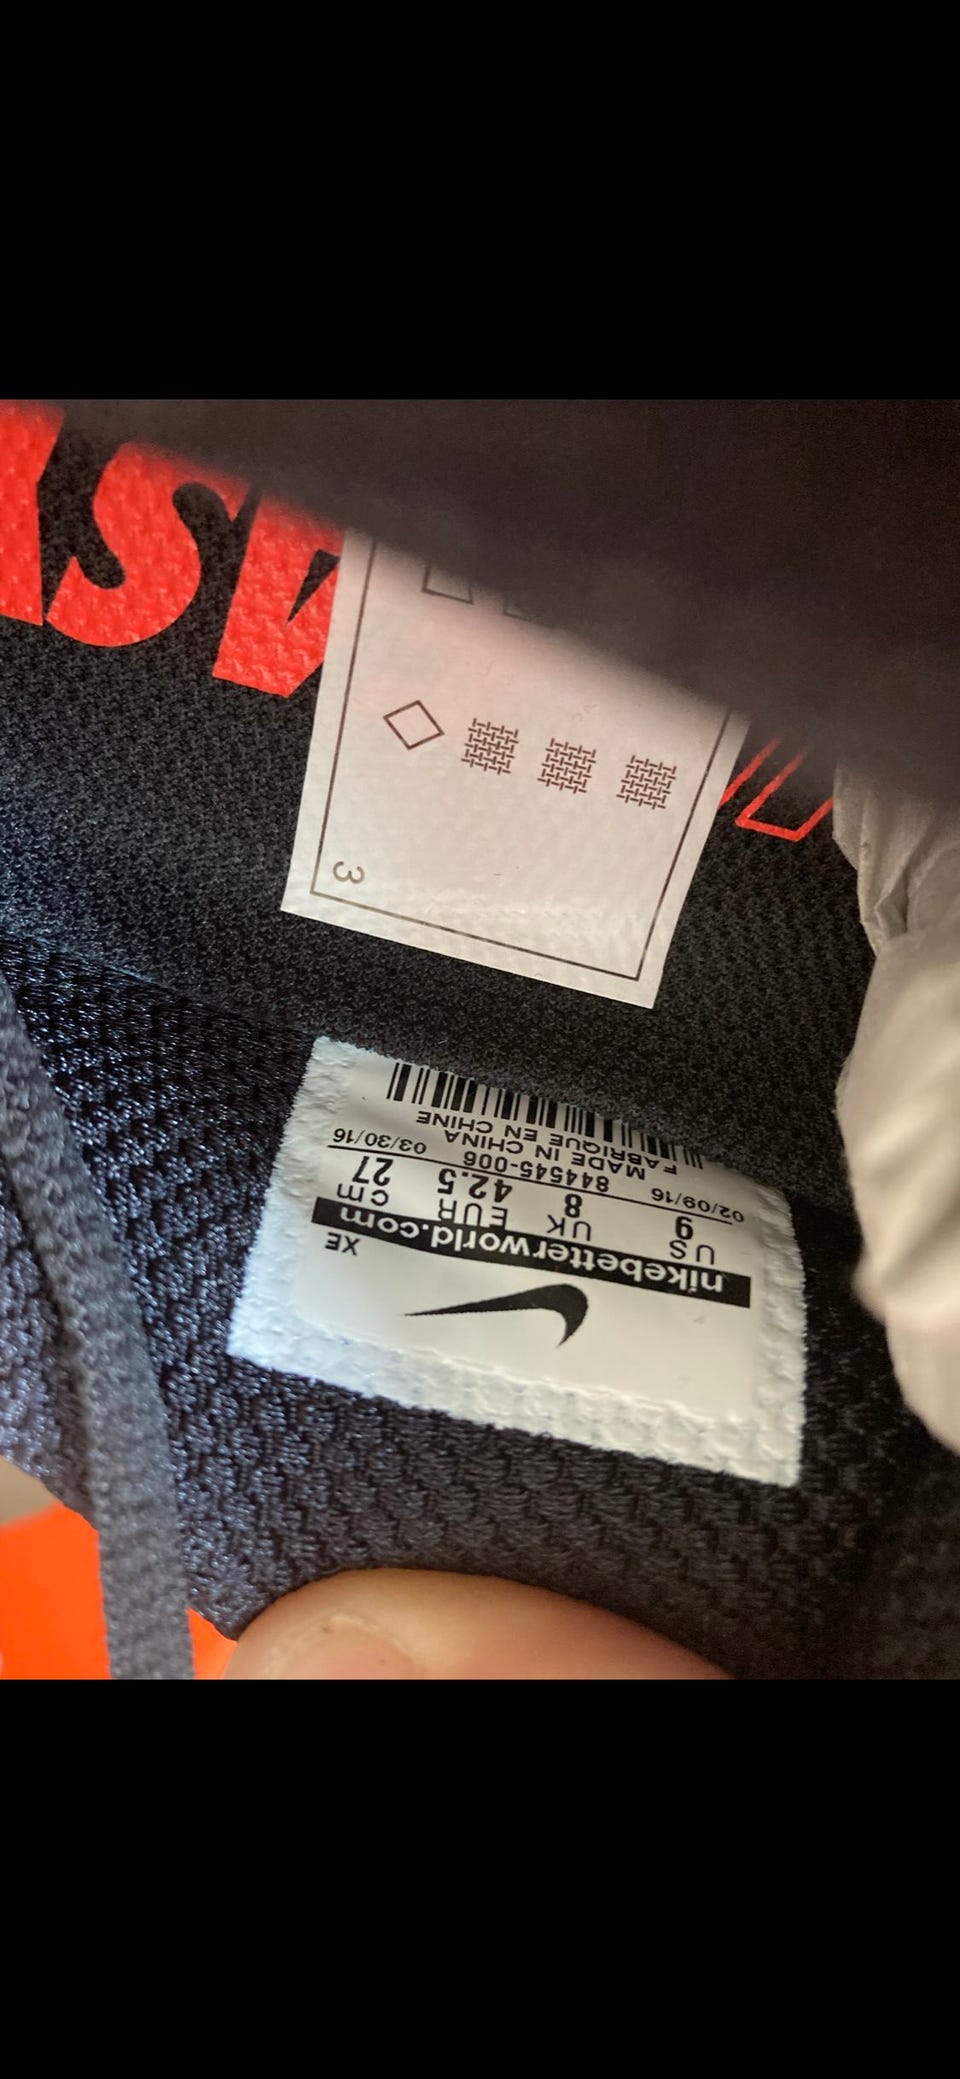 3
XE
nikebetterworld.com
US UK EUR cm
9 8 42.5 27
02/09/16 844545-006 03/30/16
MADE IN CHINA
FABRIQUE EN CHINE